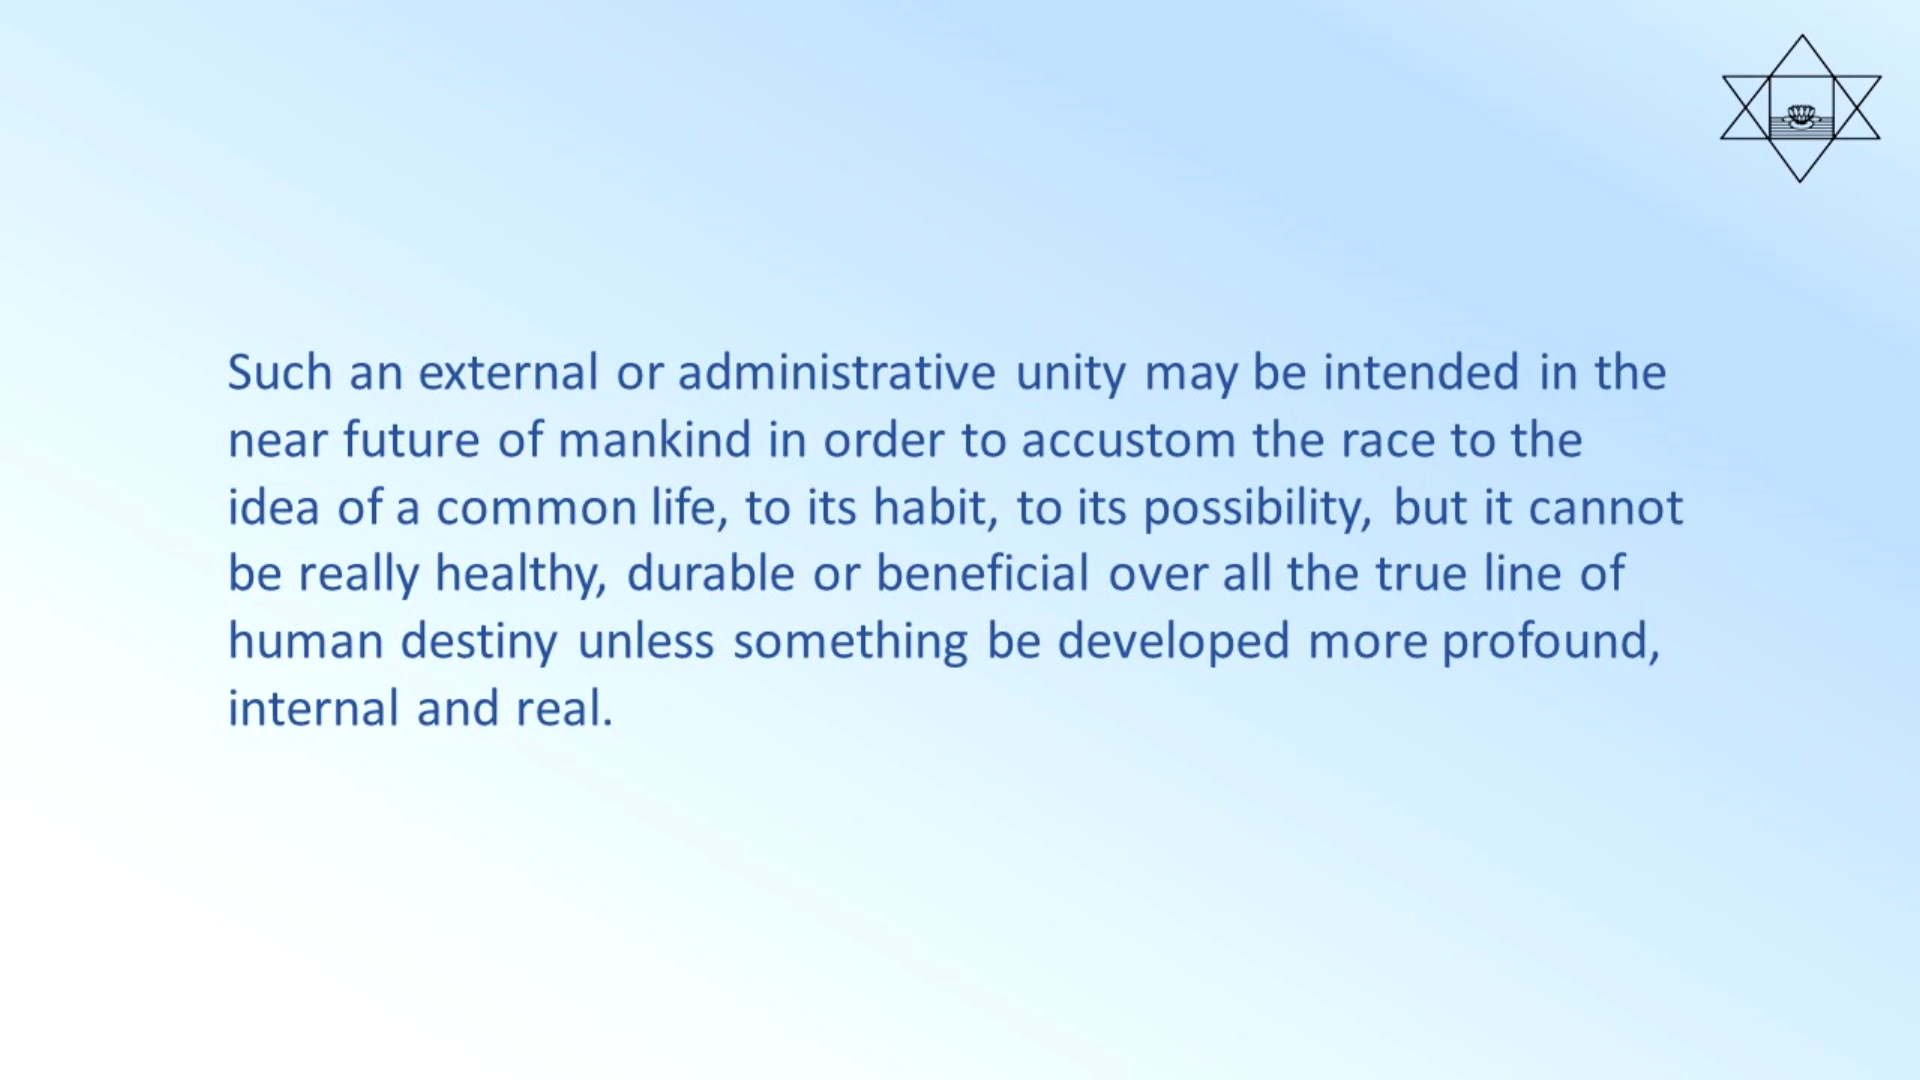 Such an external or administrative unity may be intended in the
near future of mankind in order to accustom the race to the
idea of a common life, to its habit, to its possibility, but it cannot
be really healthy, durable or beneficial over all the true line of
human destiny unless something be developed more profound,
internal and real.